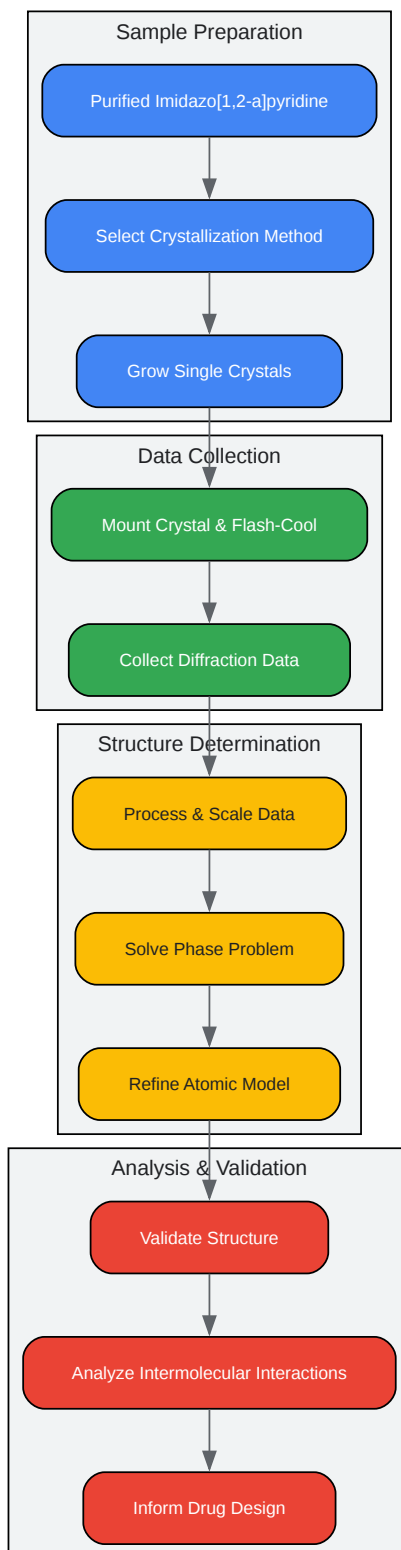 Sample Preparation
Purified Imidazo[1,2-a]pyridine
Select Crystallization Method
Grow Single Crystals
Data Collection
Mount Crystal & Flash-Cool
Collect Diffraction Data
Structure Determination
Process & Scale Data
Solve Phase Problem
Refine Atomic Model
Analysis & Validation
Validate Structure
Analyze Intermolecular Interactions
Inform Drug Design